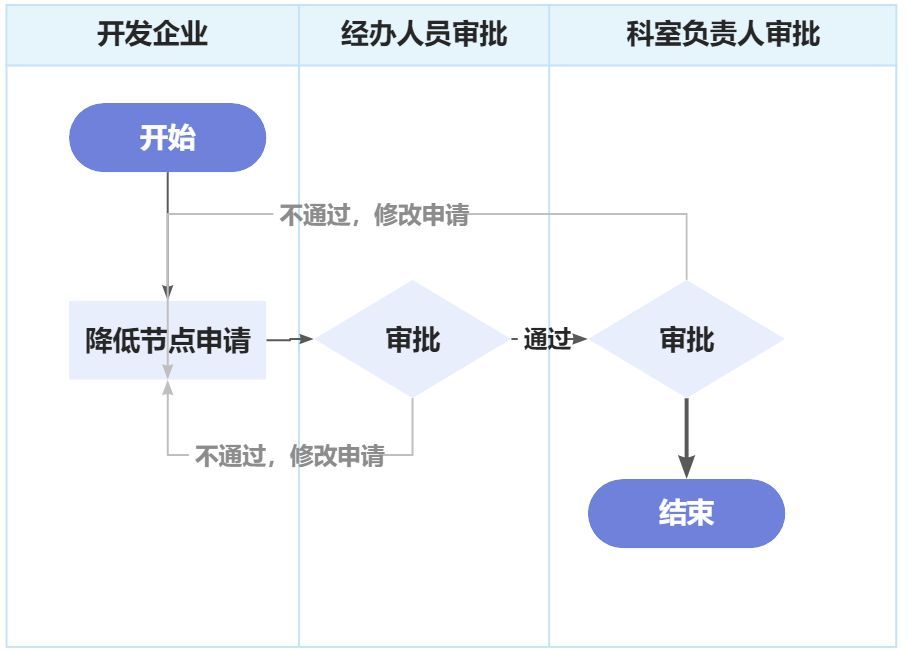 开发企业
经办人员审批
科室负责人审批
开始
不通过，修改申请
降低节点申请
审批
通过
审批
不通过，修改申请
结束